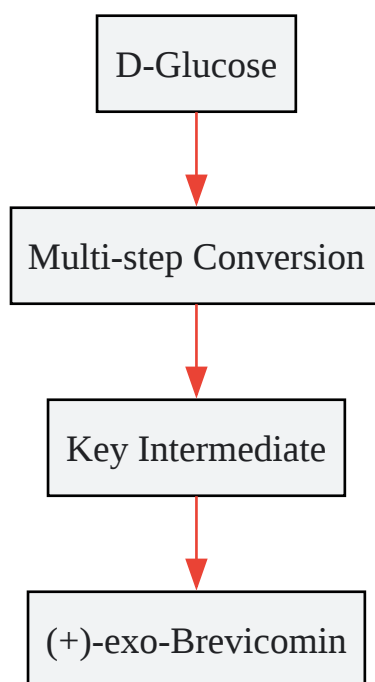 D-Glucose
Multi-step Conversion
Key Intermediate
(+)-exo-Brevicomin